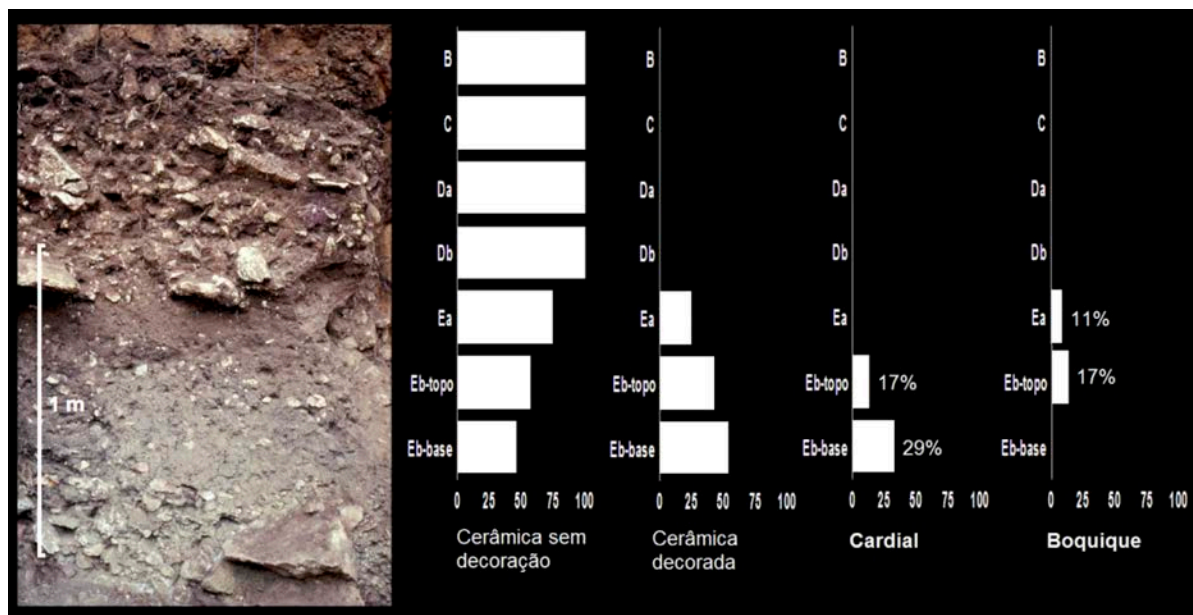 1 m
B
C
Da
Db
Ea
Eb-topo
Eb-base
0 25 50 75 100
Cerâmica sem
decoração
B
C
Da
Db
Ea
Eb-topo
Eb-base
0 25 50 75 100
Cerâmica
decorada
B
C
Da
Db
Ea
Eb-topo
17%
Eb-base
29%
0 25 50 75 100
Cardial
B
C
Da
Db
Ea
11%
Eb-topo
17%
Eb-base
0 25 50 75 100
Boquique